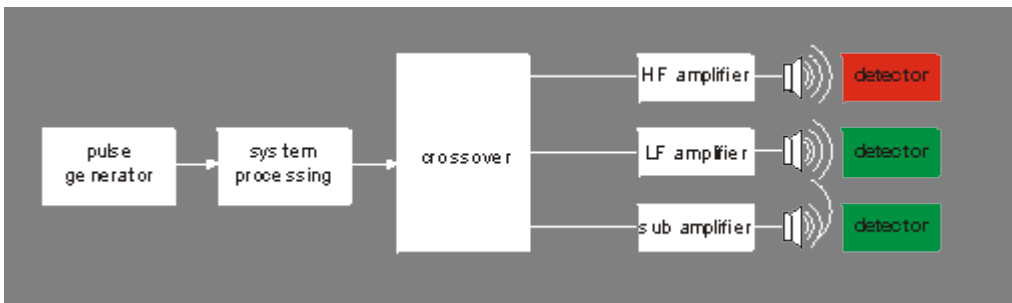 pulse
generator
system
processing
crossover
HF amplifier
detector
LF amplifier
detector
sub amplifier
detector